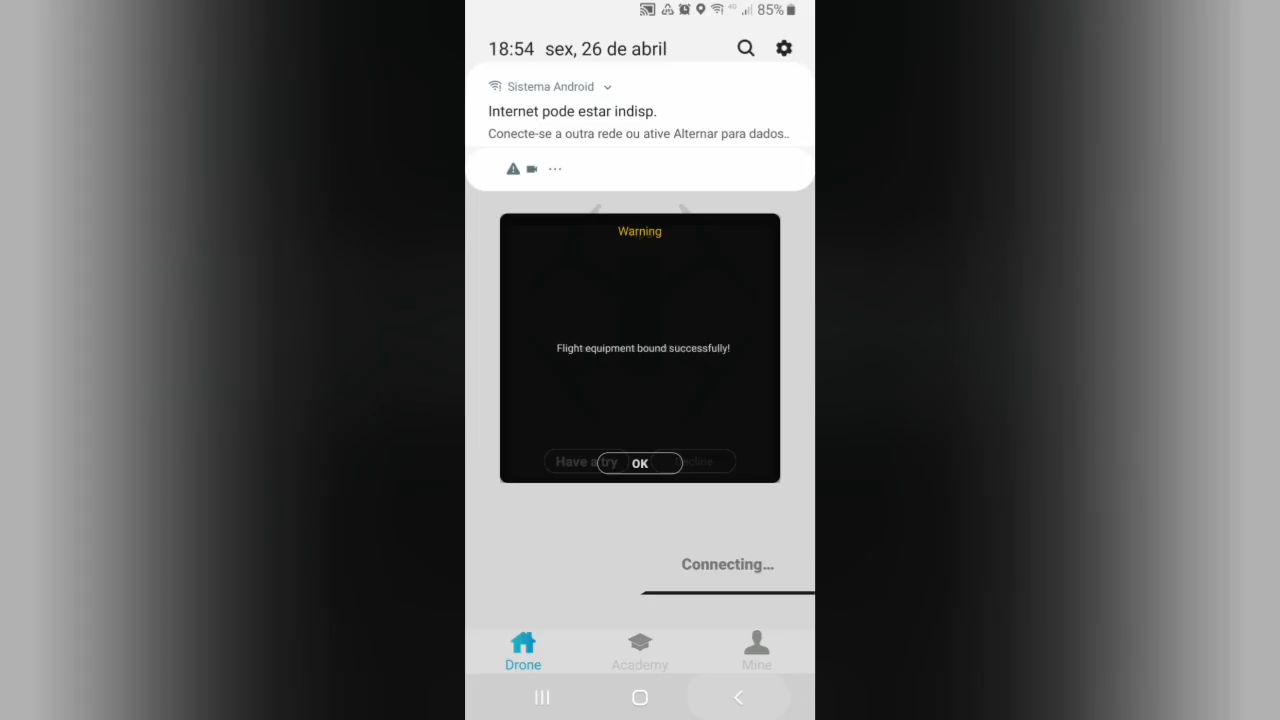 85%
18:54 sex, 26 de abril
Sistema Android
Internet pode estar indisp.
Conecte-se a outra rede ou ative Alternar para dados..
...
Warning
Flight equipment bound successfully!
Have a try OK Decline
Connecting...
Drone Academy Mine